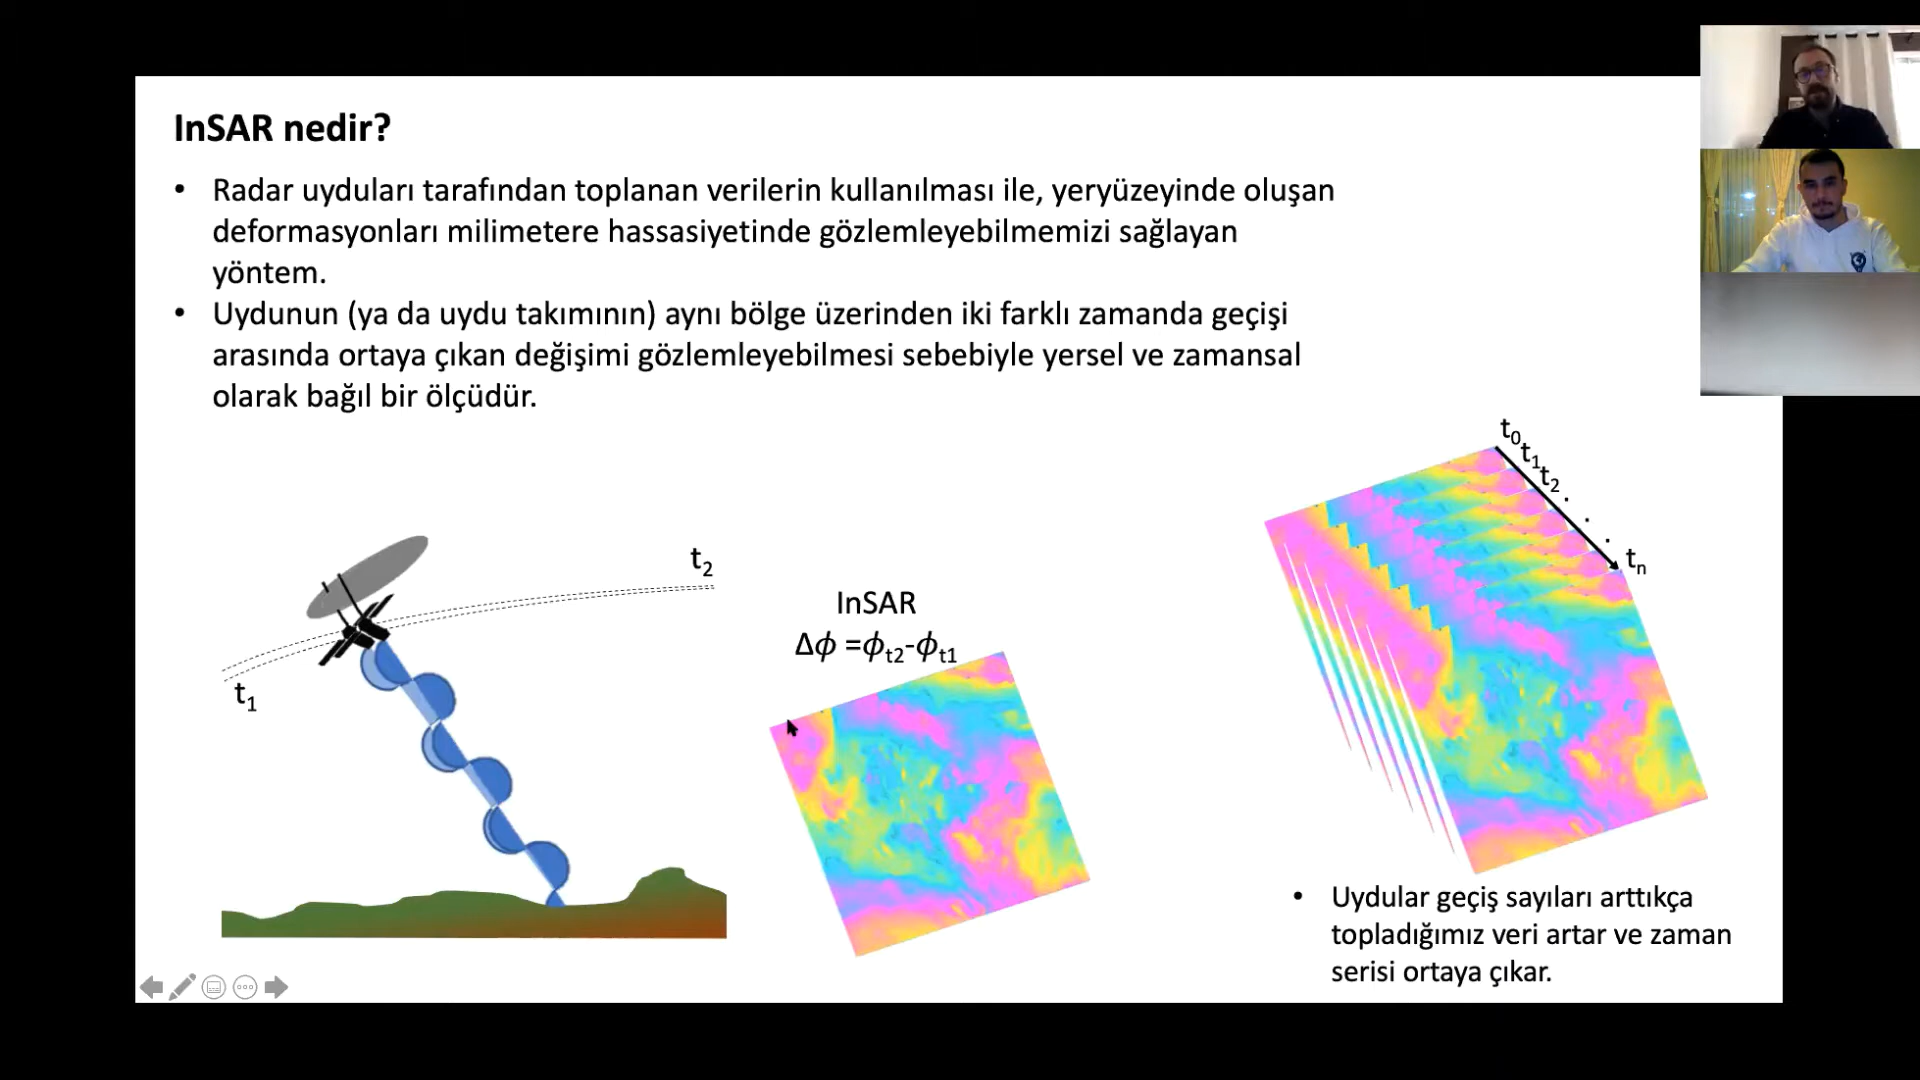 InSAR nedir?
• Radar uyduları tarafından toplanan verilerin kullanılması ile, yeryüzeyinde oluşan
deformasyonları milimetere hassasiyetinde gözlemleyebilmemizi sağlayan
yöntem.
• Uydunun (ya da uydu takımının) aynı bölge üzerinden iki farklı zamanda geçişi
arasında ortaya çıkan değişimi gözlemleyebilmesi sebebiyle yersel ve zamansal
olarak bağıl bir ölçüdür.
t₁
t₂
InSAR
Δϕ =ϕt2-ϕt1
t₀
t₁
t₂
. . .
tₙ
• Uydular geçiş sayıları arttıkça
topladığımız veri artar ve zaman
serisi ortaya çıkar.